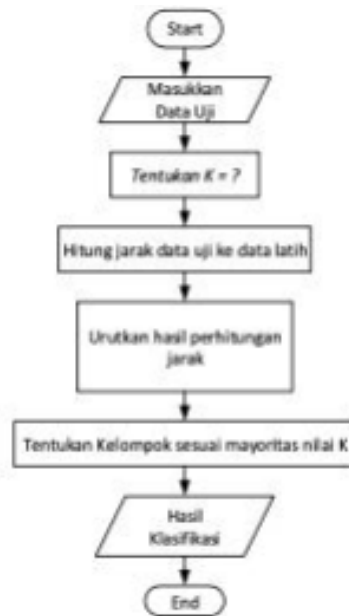 Start
Masukkan
Data Uji
Tentukan K = ?
Hitung jarak data uji ke data latih
Urutkan hasil perhitungan
jarak
Tentukan Kelompok sesuai mayoritas nilai K
Hasil
Klasifikasi
End